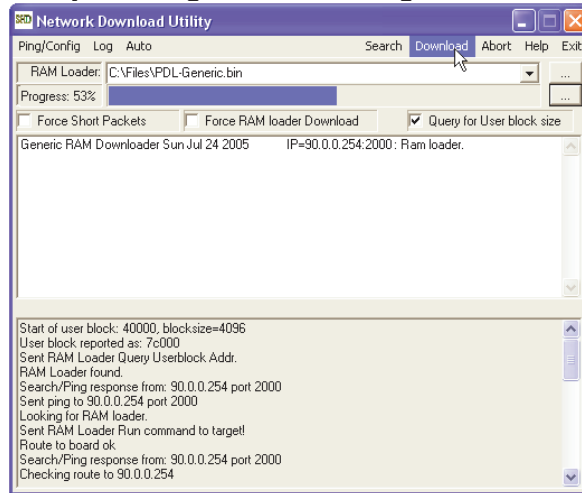 SRD Network Download Utility
Ping/Config Log Auto Search Download Abort Help Exit
RAM Loader: C:\Files\PDL-Generic.bin ...
Progress: 53% ...
Force Short Packets Force RAM loader Download Query for User block size
Generic RAM Downloader Sun Jul 24 2005 IP=90.0.0.254:2000 : Ram loader.
Start of user block: 40000, blocksize=4096
User block reported as: 7c000
Sent RAM Loader Query Userblock Addr.
RAM Loader found.
Search/Ping response from: 90.0.0.254 port 2000
Sent ping to 90.0.0.254 port 2000
Looking for RAM loader.
Sent RAM Loader Run command to target!
Route to board ok
Search/Ping response from: 90.0.0.254 port 2000
Checking route to 90.0.0.254